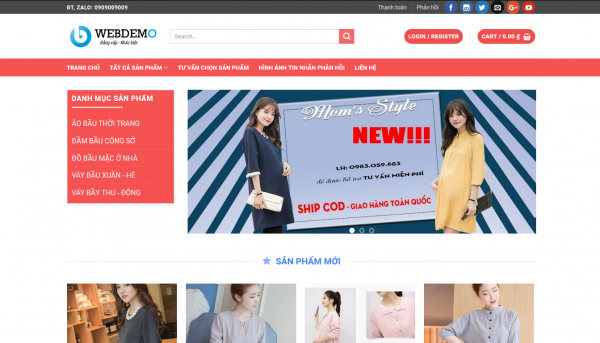 ĐT, ZALO: 0909009009
Thanh toán
Phản hồi
WEBDEMO
Đẳng cấp - Khác biệt
Search...
LOGIN / REGISTER
CART / 0.00 ₫
0
TRANG CHỦ
TẤT CẢ SẢN PHẨM
TƯ VẤN CHỌN SẢN PHẨM
HÌNH ẢNH TIN NHẮN PHẢN HỒI
LIÊN HỆ
DANH MỤC SẢN PHẨM
ÁO BẦU THỜI TRANG
ĐẦM BẦU CÔNG SỞ
ĐỒ BẦU MẶC Ở NHÀ
VÁY BẦU XUÂN - HÈ
VÁY BẦY THU - ĐÔNG
Mom's Style
NEW!!!
LH: 0983.059.683
để được hỗ trợ TƯ VẤN MIỄN PHÍ
SHIP COD - GIAO HÀNG TOÀN QUỐC
SẢN PHẨM MỚI